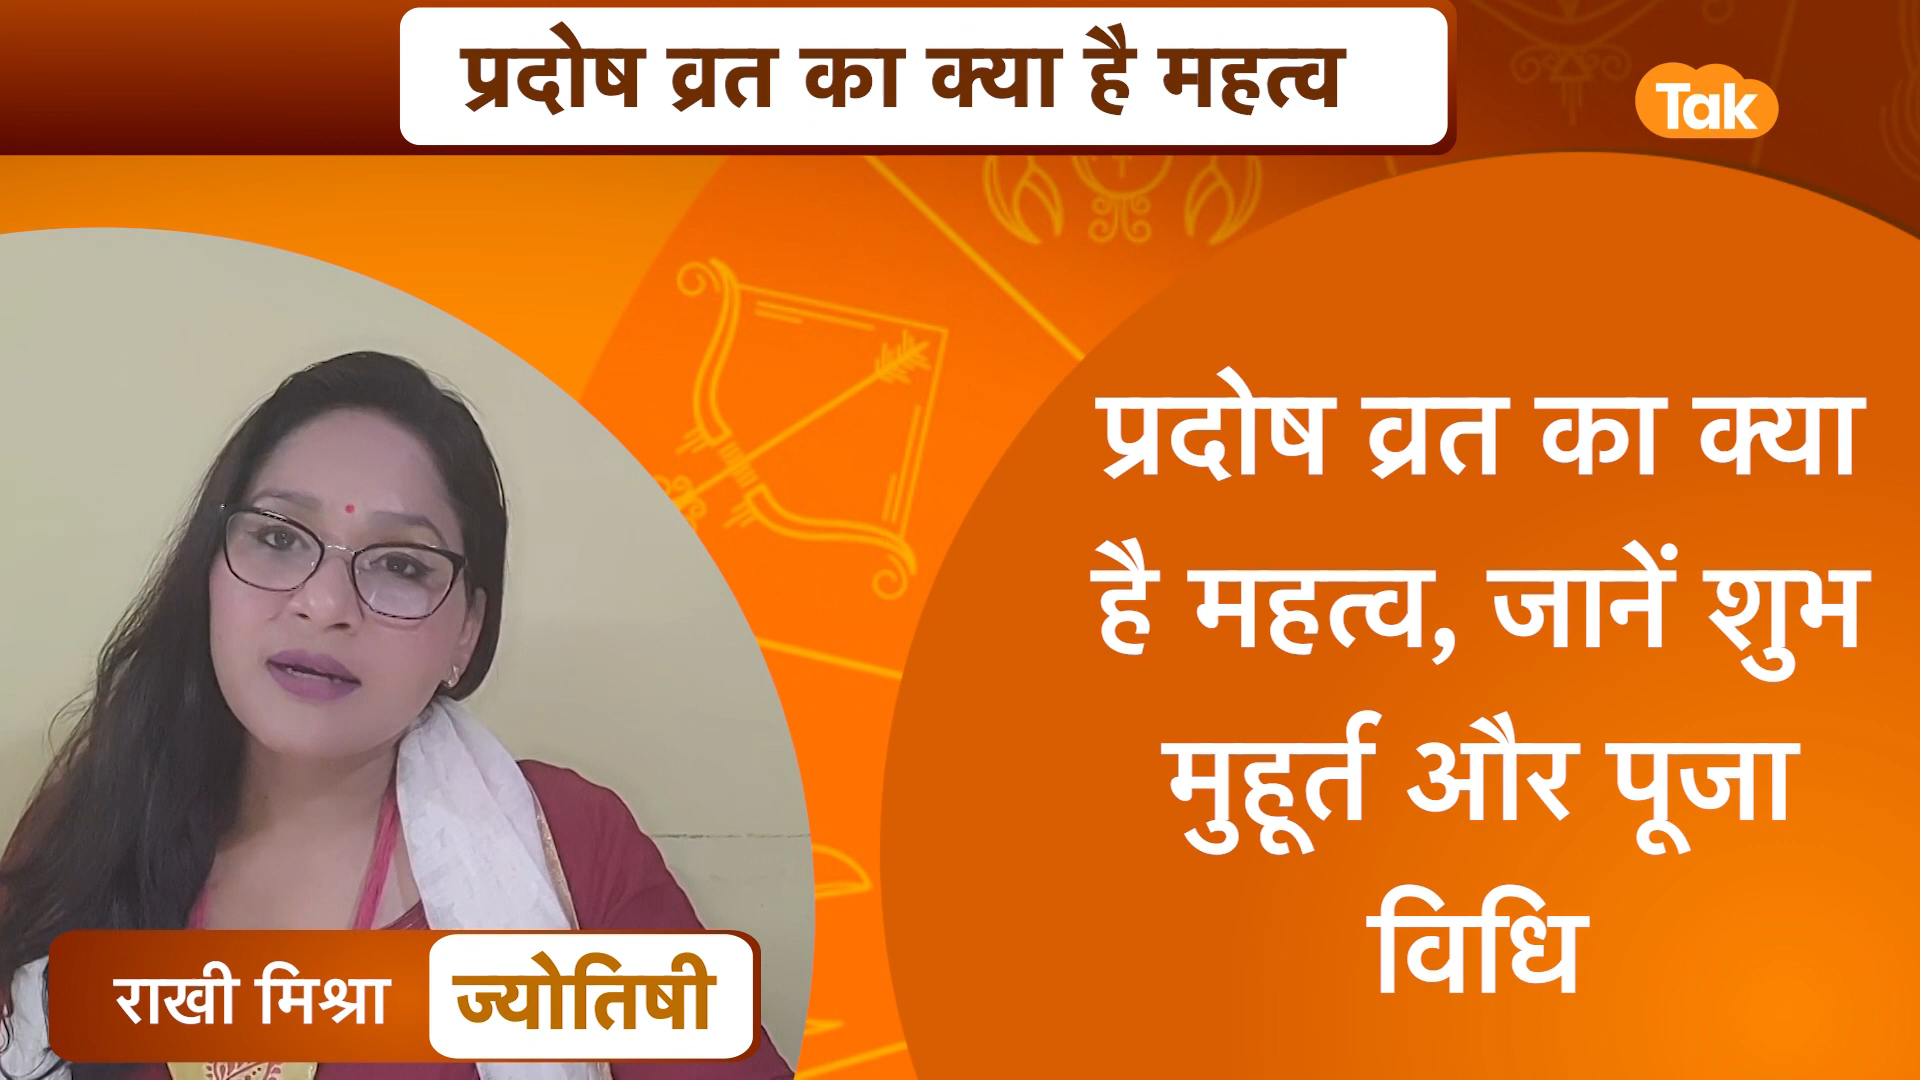 प्रदोष व्रत का क्या है महत्व
Tak
प्रदोष व्रत का क्या
है महत्व, जानें शुभ
मुहूर्त और पूजा
विधि
राखी मिश्रा
ज्योतिषी